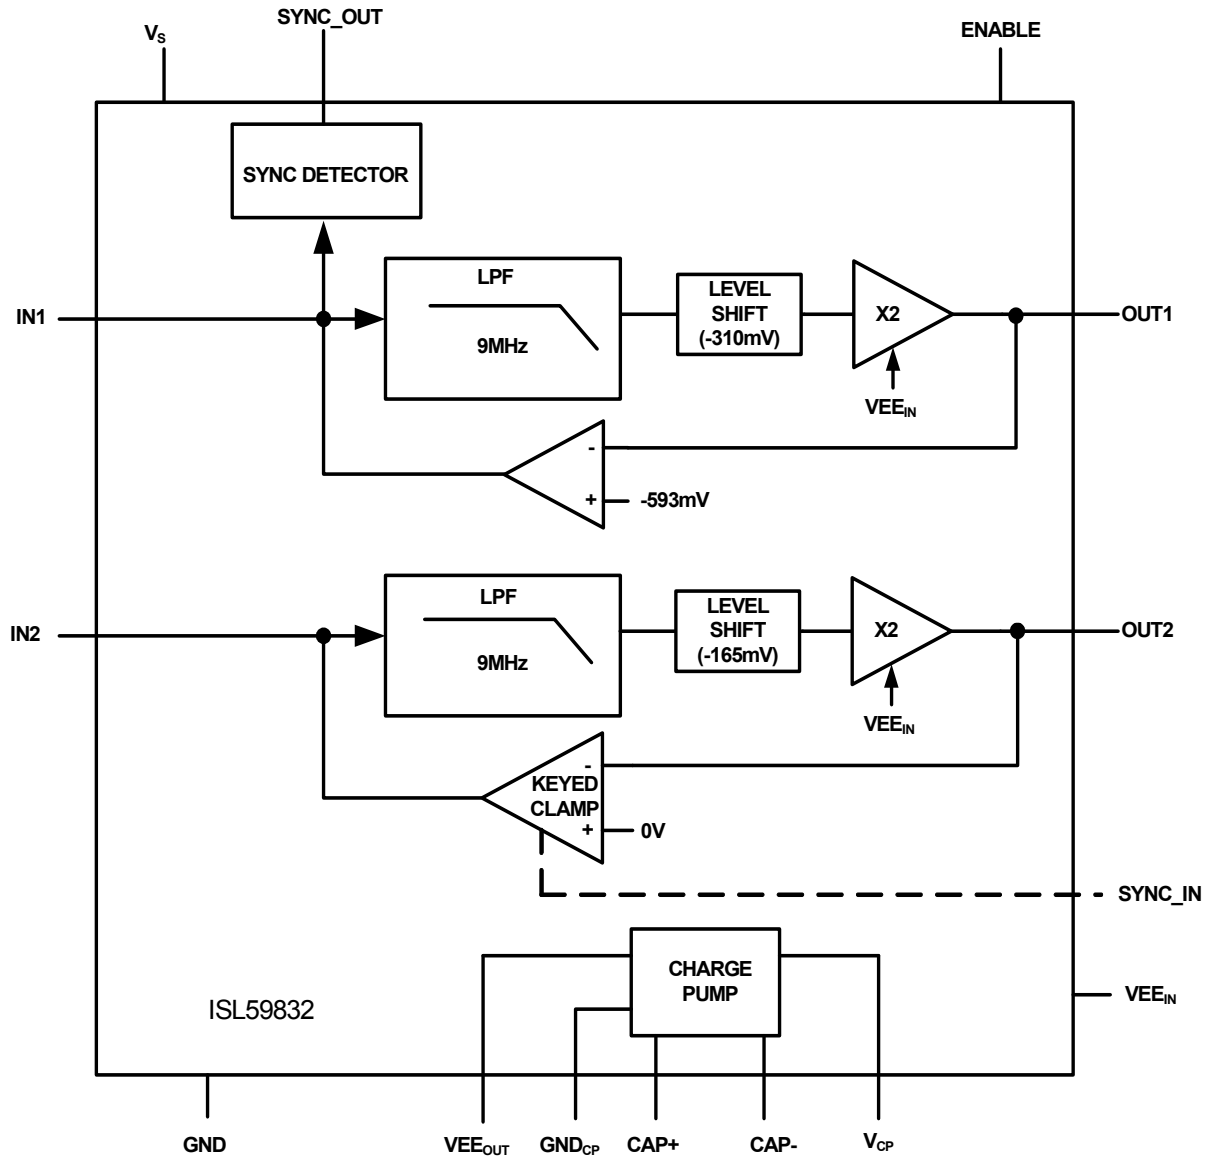 SYNC_OUT
VS
ENABLE
SYNC DETECTOR
LPF
9MHz
LEVEL
SHIFT
(-310mV)
X2
IN1
OUT1
VEEIN
-
+
-593mV
LPF
9MHz
LEVEL
SHIFT
(-165mV)
X2
IN2
OUT2
VEEIN
-
KEYED
CLAMP
+
0V
SYNC_IN
CHARGE
PUMP
VEEIN
ISL59832
GND
VEEOUT
GNDCP
CAP+
CAP-
VCP